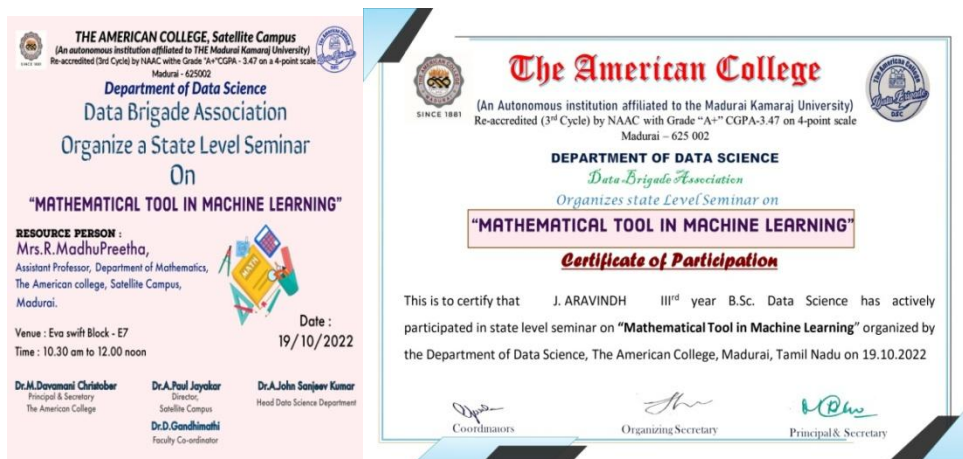 THE AMERICAN COLLEGE, Satellite Campus
(An autonomous institution affiliated to THE Madurai Kamaraj University)
Re-accredited (3rd Cycle) by NAAC withe Grade "A+"CGPA - 3.47 on a 4-point scale
Madurai - 625002
SINCE 1881
Department of Data Science
Data Brigade Association
Organize a State Level Seminar
On
"MATHEMATICAL TOOL IN MACHINE LEARNING"
RESOURCE PERSON :
Mrs.R.MadhuPreetha,
Assistant Professor, Department of Mathematics,
The American college, Satellite Campus,
Madurai.
MATH
Venue : Eva swift Block - E7
Time : 10.30 am to 12.00 noon
Date :
19/10/2022
Dr.M.Davamani Christober
Principal & Secretary
The American College
Dr.A.Paul Jayakar
Director,
Satellite Campus
Dr.A.John Sanjeev Kumar
Head Data Science Department
Dr.D.Gandhimathi
Faculty Co-ordinator
The American College
SINCE 1881
The American College
Data Brigade
DSC
(An Autonomous institution affiliated to the Madurai Kamaraj University)
Re-accredited (3rd Cycle) by NAAC with Grade "A+" CGPA-3.47 on 4-point scale
Madurai – 625 002
DEPARTMENT OF DATA SCIENCE
Data Brigade Association
Organizes state Level Seminar on
"MATHEMATICAL TOOL IN MACHINE LEARNING"
Certificate of Participation
This is to certify that J. ARAVINDH IIIrd year B.Sc. Data Science has actively
participated in state level seminar on "Mathematical Tool in Machine Learning" organized by
the Department of Data Science, The American College, Madurai, Tamil Nadu on 19.10.2022
Organizing Secretary
Principal & Secretary